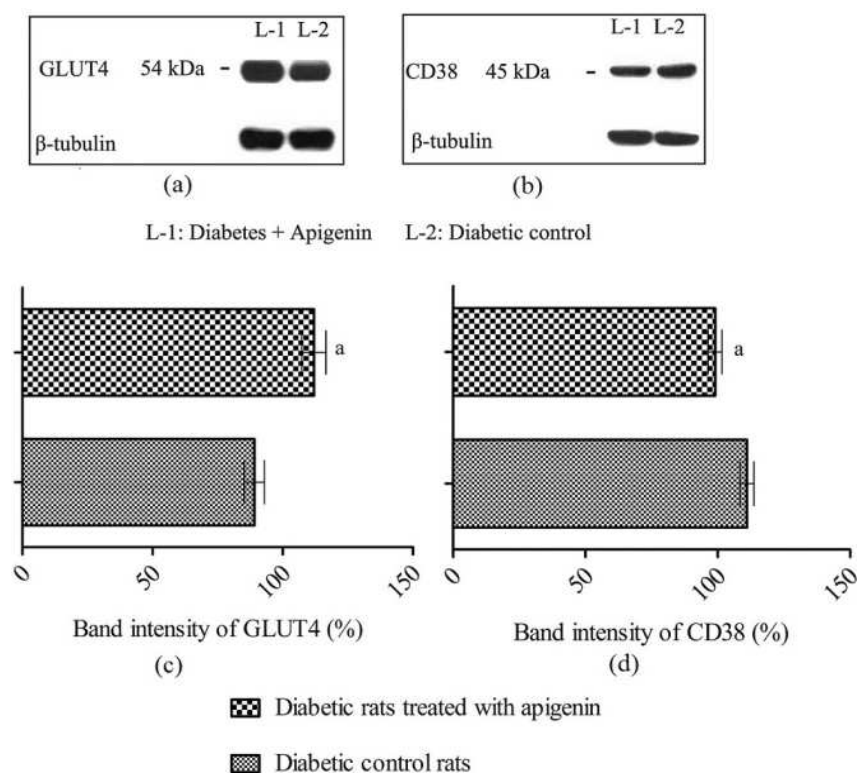 L-1 L-2
GLUT4 54 kDa -
β-tubulin
(a)
L-1 L-2
CD38 45 kDa -
β-tubulin
(b)
L-1: Diabetes + Apigenin L-2: Diabetic control
a
0 50 100 150
Band intensity of GLUT4 (%)
(c)
a
0 50 100 150
Band intensity of CD38 (%)
(d)
Diabetic rats treated with apigenin
Diabetic control rats